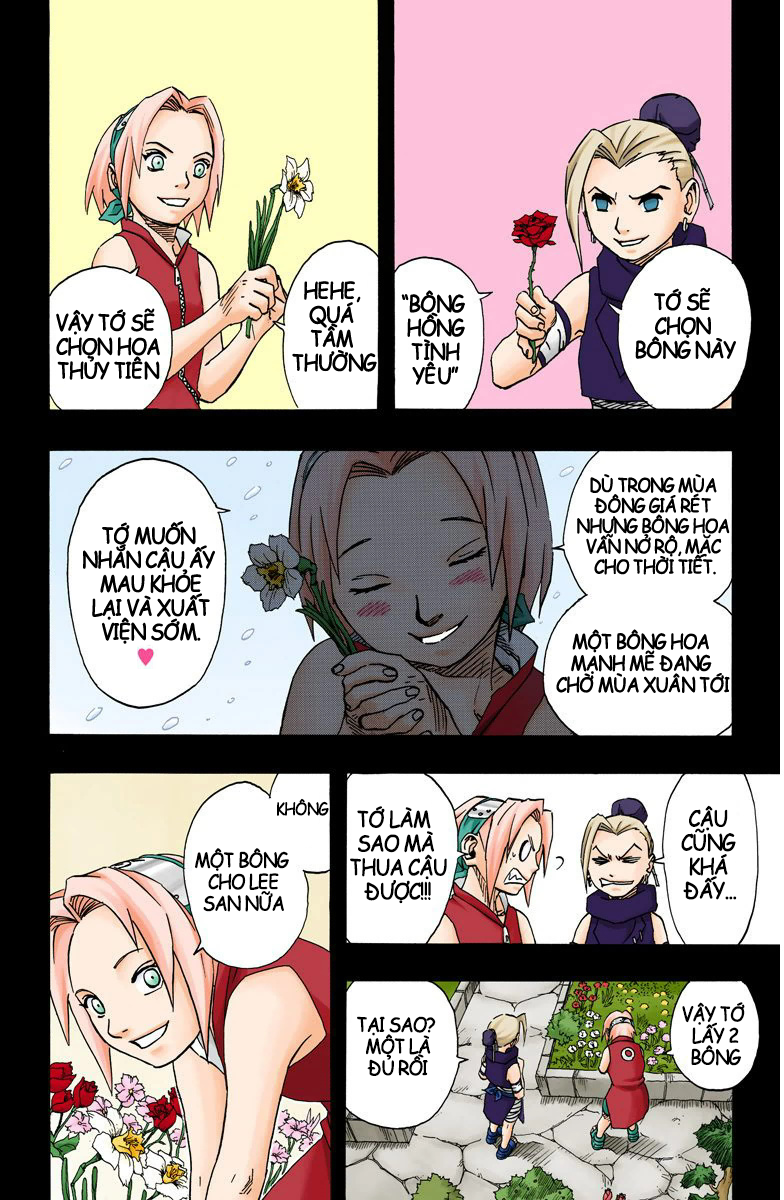 TỚ SẼ
CHỌN
BÔNG NÀY
"BÔNG
HỒNG
TÌNH
YÊU"
HEHE,
QUÁ
TẦM
THƯỜNG
VẬY TỚ SẼ
CHỌN HOA
THỦY TIÊN
DÙ TRONG MÙA
ĐÔNG GIÁ RÉT
NHƯNG BÔNG HOA
VẪN NỞ RỘ, MẶC
CHO THỜI TIẾT.
MỘT BÔNG HOA
MẠNH MẼ ĐANG
CHỜ MÙA XUÂN TỚI
TỚ MUỐN
NHẮN CẬU ẤY
MAU KHỎE
LẠI VÀ XUẤT
VIỆN SỚM.
♥
CẬU
CŨNG
KHÁ
ĐẤY...
TỚ LÀM
SAO MÀ
THUA CẬU
ĐƯỢC!!!
VẬY TỚ
LẤY 2
BÔNG
TẠI SAO?
MỘT LÀ
ĐỦ RỒI
KHÔNG
MỘT BÔNG
CHO LEE
SAN NỮA